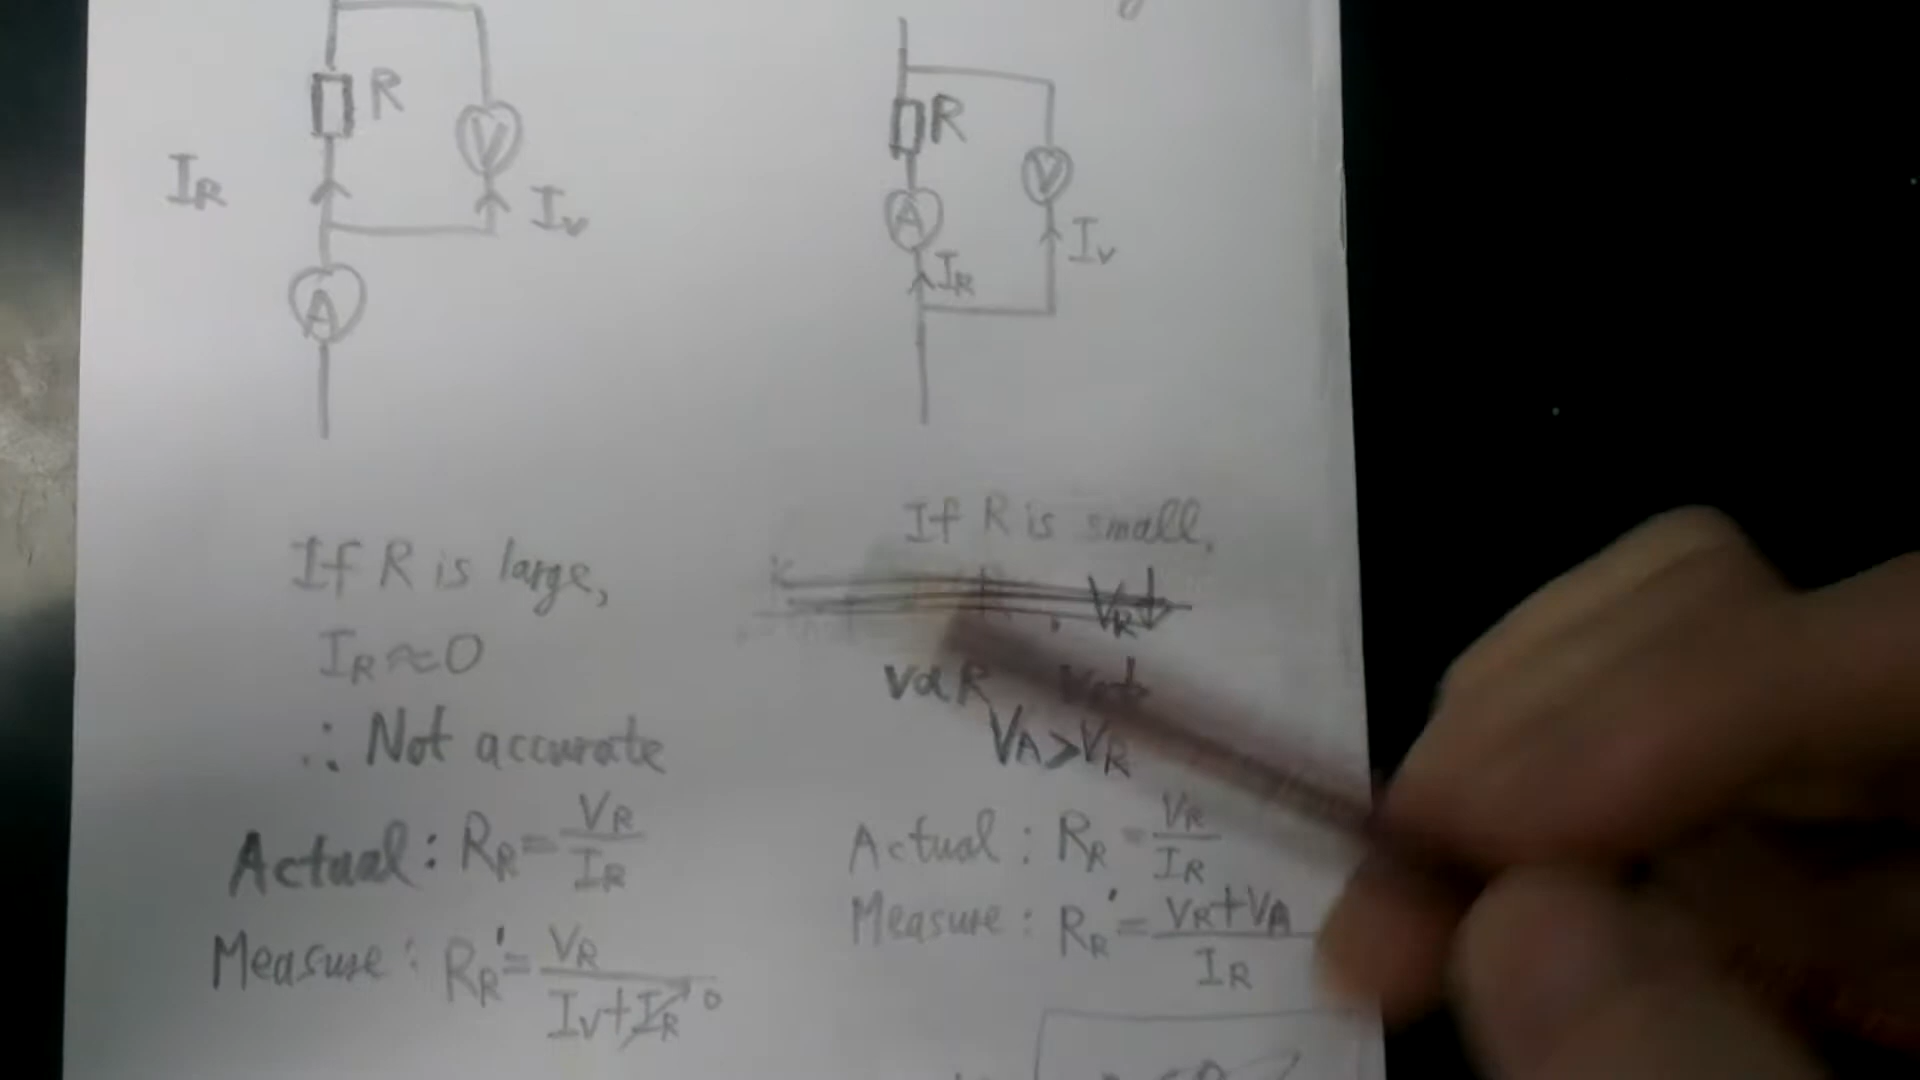 R
V
I_R
I_V
A
R
V
A
I_R
I_V
If R is large,
I_R≈0
∴ Not accurate
Actual: R_R=V_R/I_R
Measure: R_R'=V_R/(I_V+I_R) 0
If R is small,
V_R↓
V∝R
V_A>V_R
Actual: R_R=V_R/I_R
Measure: R_R'=(V_R+V_A)/I_R